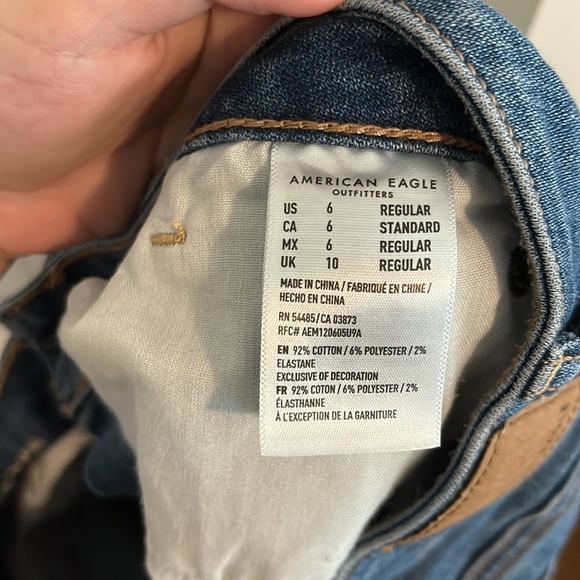 AMERICAN EAGLE
OUTFITTERS
US 6 REGULAR
CA 6 STANDARD
MX 6 REGULAR
UK 10 REGULAR
MADE IN CHINA / FABRIQUÉ EN CHINE /
HECHO EN CHINA
RN 54485/CA 03873
RFC# AEM120605U9A
EN 92% COTTON / 6% POLYESTER / 2%
ELASTANE
EXCLUSIVE OF DECORATION
FR 92% COTON / 6% POLYESTER / 2%
ÉLASTHANNE
À L'EXCEPTION DE LA GARNITURE